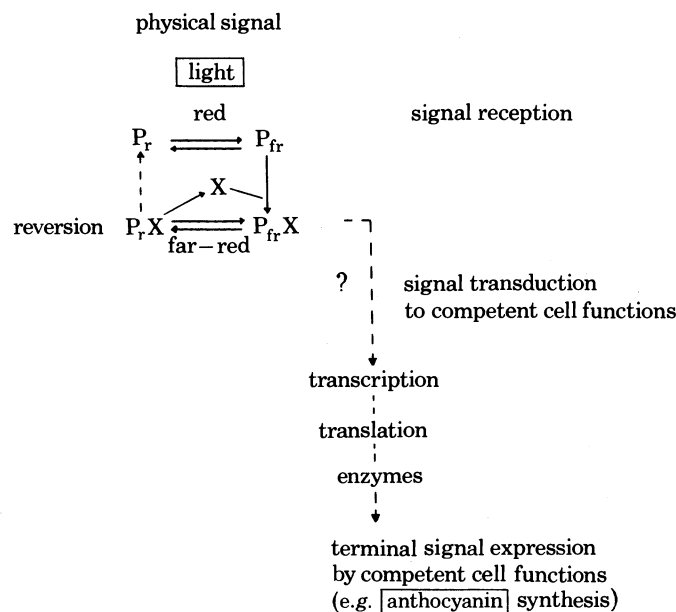 physical signal
light
red
signal reception
Pr Pfr
X
reversion PrX PfrX
far–red
? signal transduction
to competent cell functions
transcription
translation
enzymes
terminal signal expression
by competent cell functions
(e.g. anthocyanin synthesis)